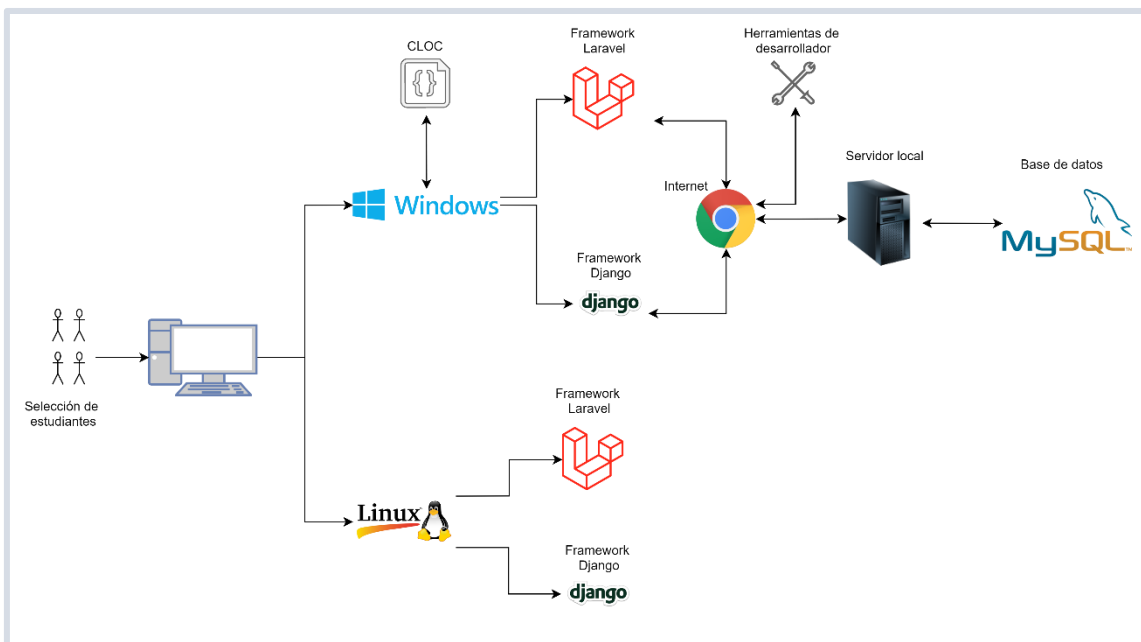 CLOC
Framework
Laravel
Herramientas de
desarrollador
Windows
Internet
Servidor local
Base de datos
MySQL™
Framework
Django
django
Selección de
estudiantes
Framework
Laravel
Linux
Framework
Django
django